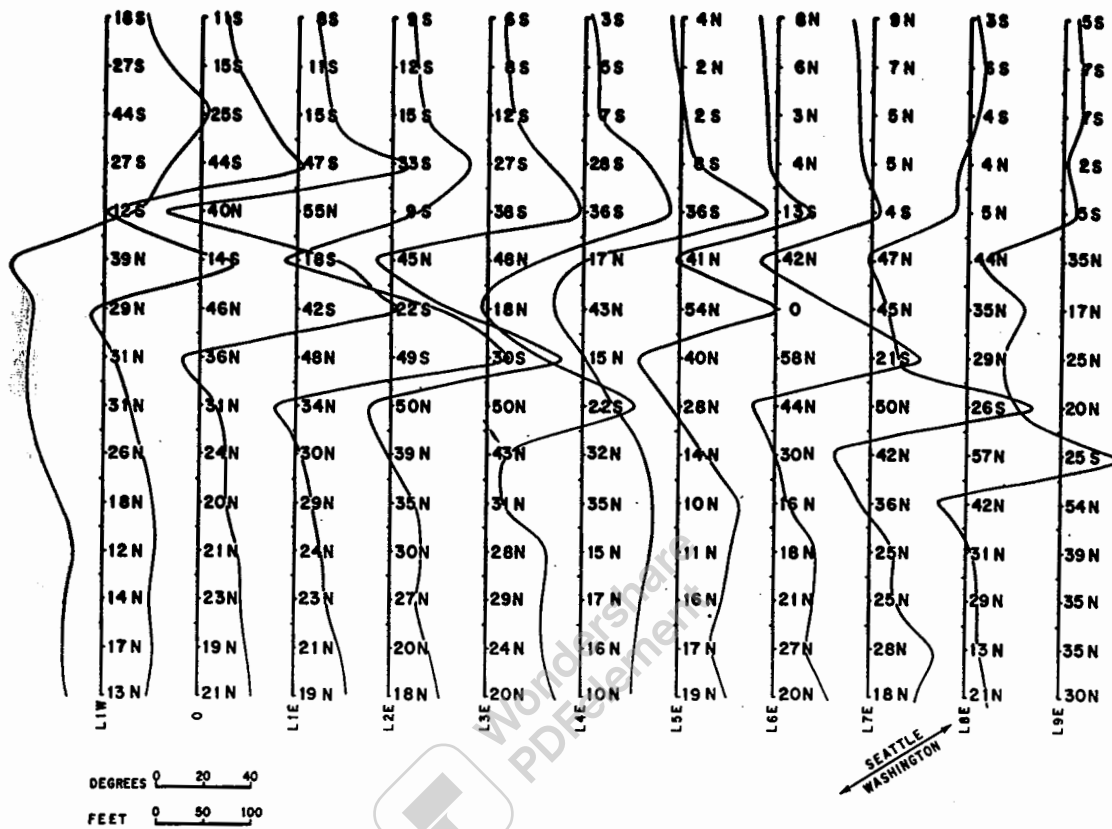 18S 11S 8S 9S 6S 3S 4N 8N 9N 3S 5S
27S 15S 11S 12S 8S 5S 2N 6N 7N 6S 7S
44S 25S 15S 15S 12S 7S 2S 3N 5N 4S 7S
27S 44S 47S 33S 27S 28S 8S 4N 5N 4N 2S
12S 40N 55N 9S 38S 36S 36S 13S 4S 5N 5S
39N 14S 18S 45N 48N 17N 41N 42N 47N 44N 35N
29N 46N 42S 22S 18N 43N 54N 0 45N 35N 17N
31N 36N 48N 49S 30S 15N 40N 58N 21S 29N 25N
31N 31N 34N 50N 50N 22S 28N 44N 50N 26S 20N
26N 24N 30N 39N 43N 32N 14N 30N 42N 57N 25S
18N 20N 29N 35N 31N 35N 10N 16N 36N 42N 54N
12N 21N 24N 30N 28N 15N 11N 18N 25N 31N 39N
14N 23N 23N 27N 29N 17N 16N 21N 25N 29N 35N
17N 19N 21N 20N 24N 16N 17N 27N 28N 13N 35N
13N 21N 19N 18N 20N 10N 19N 20N 18N 21N 30N
L1W 0 L1E L2E L3E L4E L5E L6E L7E L8E L9E
SEATTLE
WASHINGTON
DEGREES 0 20 40
FEET 0 50 100
Wondershare
PDFelement